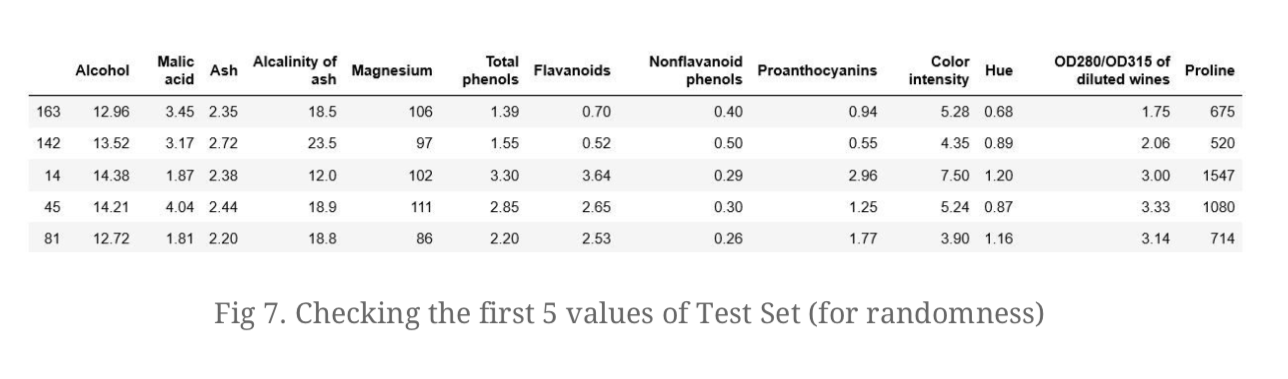 Alcohol Malic acid Ash Alcalinity of ash Magnesium Total phenols Flavanoids Nonflavanoid phenols Proanthocyanins Color intensity Hue OD280/OD315 of diluted wines Proline
163 12.96 3.45 2.35 18.5 106 1.39 0.70 0.40 0.94 5.28 0.68 1.75 675
142 13.52 3.17 2.72 23.5 97 1.55 0.52 0.50 0.55 4.35 0.89 2.06 520
14 14.38 1.87 2.38 12.0 102 3.30 3.64 0.29 2.96 7.50 1.20 3.00 1547
45 14.21 4.04 2.44 18.9 111 2.85 2.65 0.30 1.25 5.24 0.87 3.33 1080
81 12.72 1.81 2.20 18.8 86 2.20 2.53 0.26 1.77 3.90 1.16 3.14 714
Fig 7. Checking the first 5 values of Test Set (for randomness)